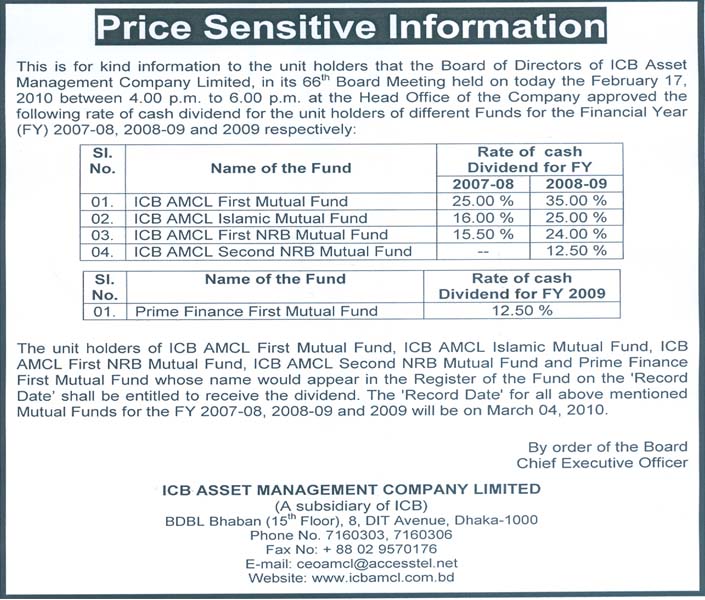 Price Sensitive Information
This is for kind information to the unit holders that the Board of Directors of ICB Asset
Management Company Limited, in its 66th Board Meeting held on today the February 17,
2010 between 4.00 p.m. to 6.00 p.m. at the Head Office of the Company approved the
following rate of cash dividend for the unit holders of different Funds for the Financial Year
(FY) 2007-08, 2008-09 and 2009 respectively:
Sl. No. Name of the Fund Rate of cash Dividend for FY
2007-08 2008-09
01. ICB AMCL First Mutual Fund 25.00 % 35.00 %
02. ICB AMCL Islamic Mutual Fund 16.00 % 25.00 %
03. ICB AMCL First NRB Mutual Fund 15.50 % 24.00 %
04. ICB AMCL Second NRB Mutual Fund -- 12.50 %
Sl. No. Name of the Fund Rate of cash Dividend for FY 2009
01. Prime Finance First Mutual Fund 12.50 %
The unit holders of ICB AMCL First Mutual Fund, ICB AMCL Islamic Mutual Fund, ICB
AMCL First NRB Mutual Fund, ICB AMCL Second NRB Mutual Fund and Prime Finance
First Mutual Fund whose name would appear in the Register of the Fund on the 'Record
Date' shall be entitled to receive the dividend. The 'Record Date' for all above mentioned
Mutual Funds for the FY 2007-08, 2008-09 and 2009 will be on March 04, 2010.
By order of the Board
Chief Executive Officer
ICB ASSET MANAGEMENT COMPANY LIMITED
(A subsidiary of ICB)
BDBL Bhaban (15th Floor), 8, DIT Avenue, Dhaka-1000
Phone No. 7160303, 7160306
Fax No: + 88 02 9570176
E-mail: ceoamcl@accesstel.net
Website: www.icbamcl.com.bd